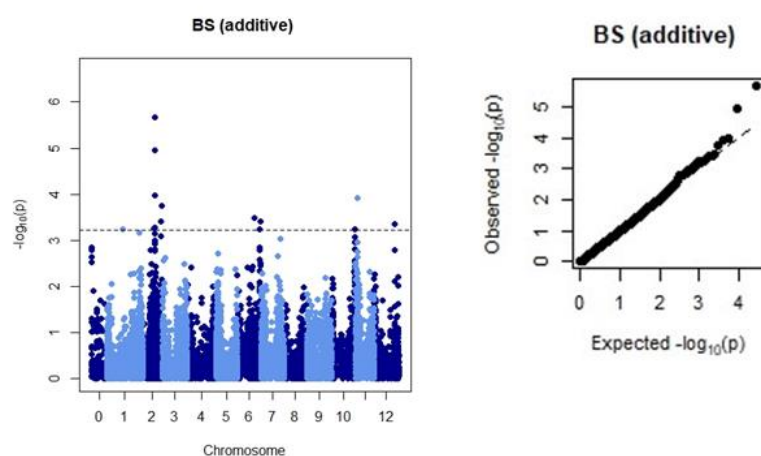 BS (additive)
-log10(p)
6
5
4
3
2
1
0
0 1 2 3 4 5 6 7 8 9 10 11 12
Chromosome
BS (additive)
Observed -log10(p)
5
4
3
2
1
0
0 1 2 3 4
Expected -log10(p)